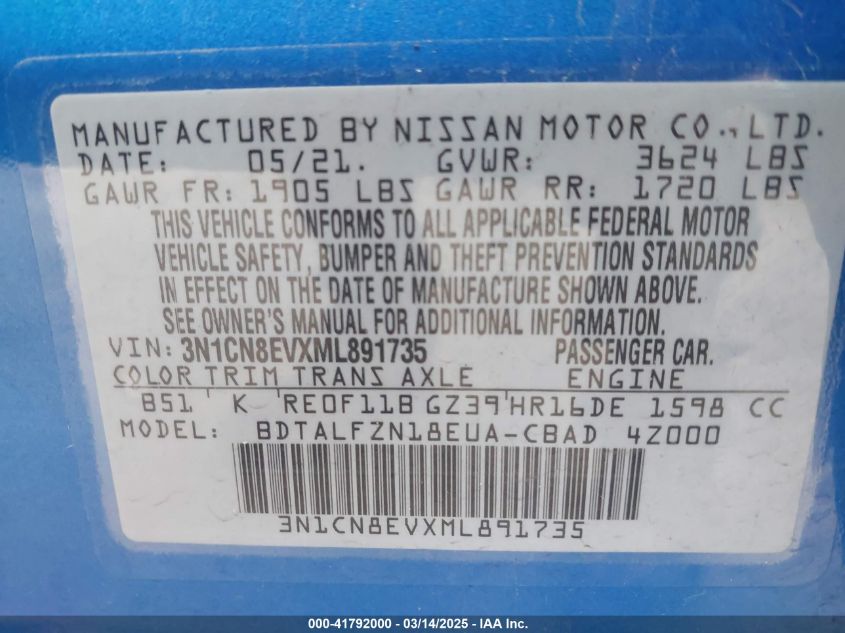 MANUFACTURED BY NISSAN MOTOR CO., LTD.
DATE: 05/21. GVWR: 3624 LBS
GAWR FR: 1905 LBS GAWR RR: 1720 LBS
THIS VEHICLE CONFORMS TO ALL APPLICABLE FEDERAL MOTOR
VEHICLE SAFETY, BUMPER AND THEFT PREVENTION STANDARDS
IN EFFECT ON THE DATE OF MANUFACTURE SHOWN ABOVE.
SEE OWNER'S MANUAL FOR ADDITIONAL INFORMATION.
VIN: 3N1CN8EVXML891735 PASSENGER CAR.
COLOR TRIM TRANS AXLE ENGINE
B51 ' K 'RE0F11B GZ39'HR16DE 1598 CC
MODEL: BDTALFZN18EUA-CBAD 4Z000
3N1CN8EVXML891735
000-41792000 - 03/14/2025 - IAA Inc.